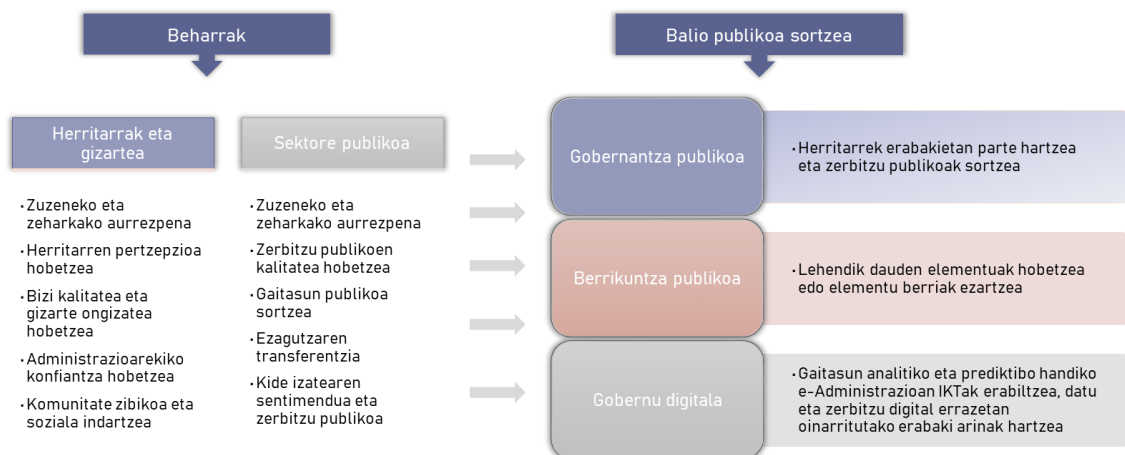 Beharrak
Herritarrak eta
gizartea
· Zuzeneko eta
zeharkako aurrezpena
· Herritarren pertzepzioa
hobetzea
· Bizi kalitatea eta
gizarte ongizatea
hobetzea
· Administrazioarekiko
konfiantza hobetzea
· Komunitate zibikoa eta
soziala indartzea
Sektore publikoa
· Zuzeneko eta
zeharkako aurrezpena
· Zerbitzu publikoen
kalitatea hobetzea
· Gaitasun publikoa
sortzea
· Ezagutzaren
transferentzia
· Kide izatearen
sentimendua eta
zerbitzu publikoa
Balio publikoa sortzea
Gobernantza publikoa
· Herritarrek erabakietan parte hartzea
eta zerbitzu publikoak sortzea
Berrikuntza publikoa
· Lehendik dauden elementuak hobetzea
edo elementu berriak ezartzea
Gobernu digitala
· Gaitasun analitiko eta prediktibo handiko
e-Administrazioan IKTak erabiltzea, datu
eta zerbitzu digital errazetan
oinarritutako erabaki arinak hartzea